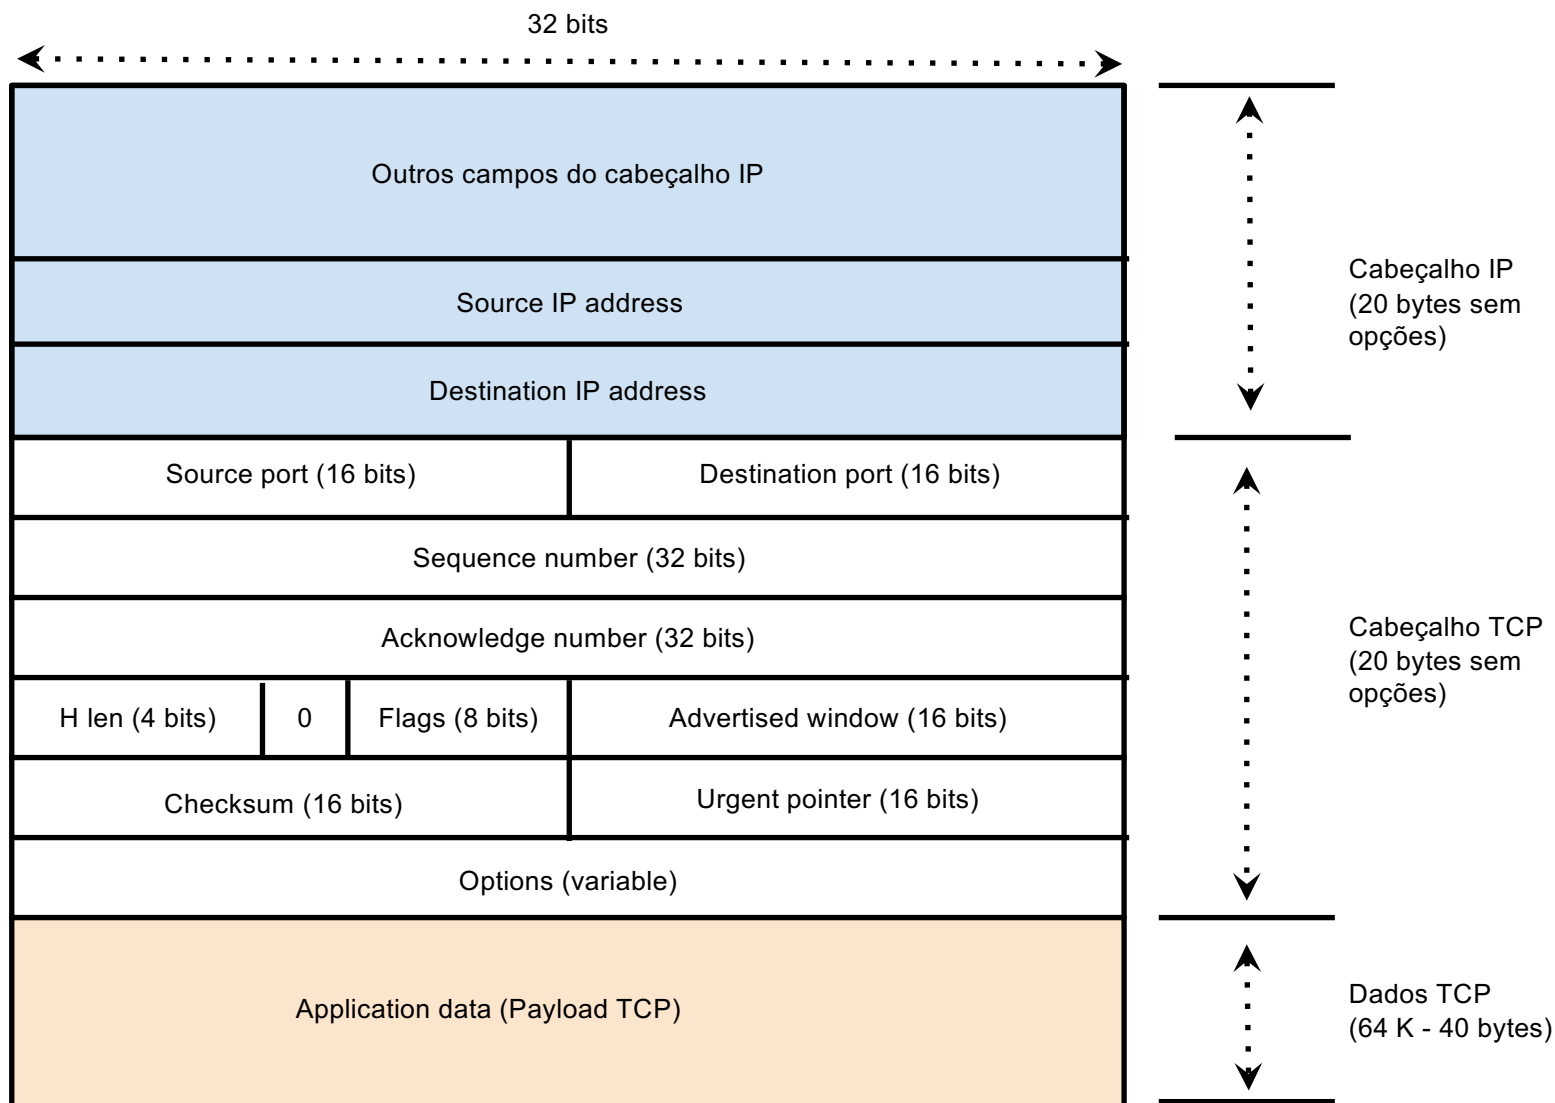 32 bits
Outros campos do cabeçalho IP
Source IP address
Destination IP address
Cabeçalho IP
(20 bytes sem
opções)
Source port (16 bits)
Destination port (16 bits)
Sequence number (32 bits)
Acknowledge number (32 bits)
H len (4 bits)
0
Flags (8 bits)
Advertised window (16 bits)
Checksum (16 bits)
Urgent pointer (16 bits)
Options (variable)
Cabeçalho TCP
(20 bytes sem
opções)
Application data (Payload TCP)
Dados TCP
(64 K - 40 bytes)